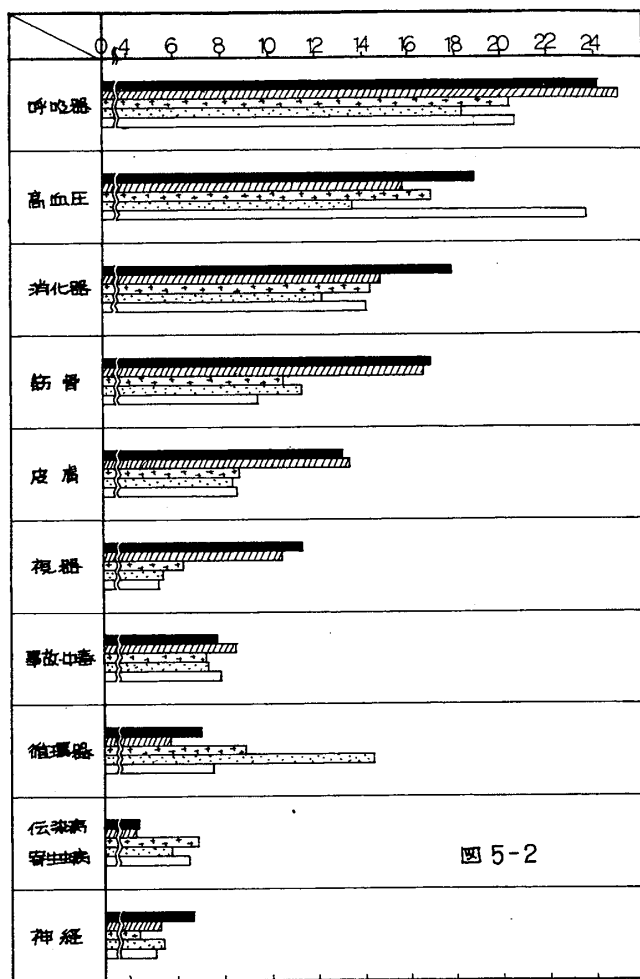 0 4 6 8 10 12 14 16 18 20 22 24
呼吸器
高血圧
消化器
筋骨
皮膚
視器
事故中毒
循環器
伝染病
寄生虫病
神経
図 5-2